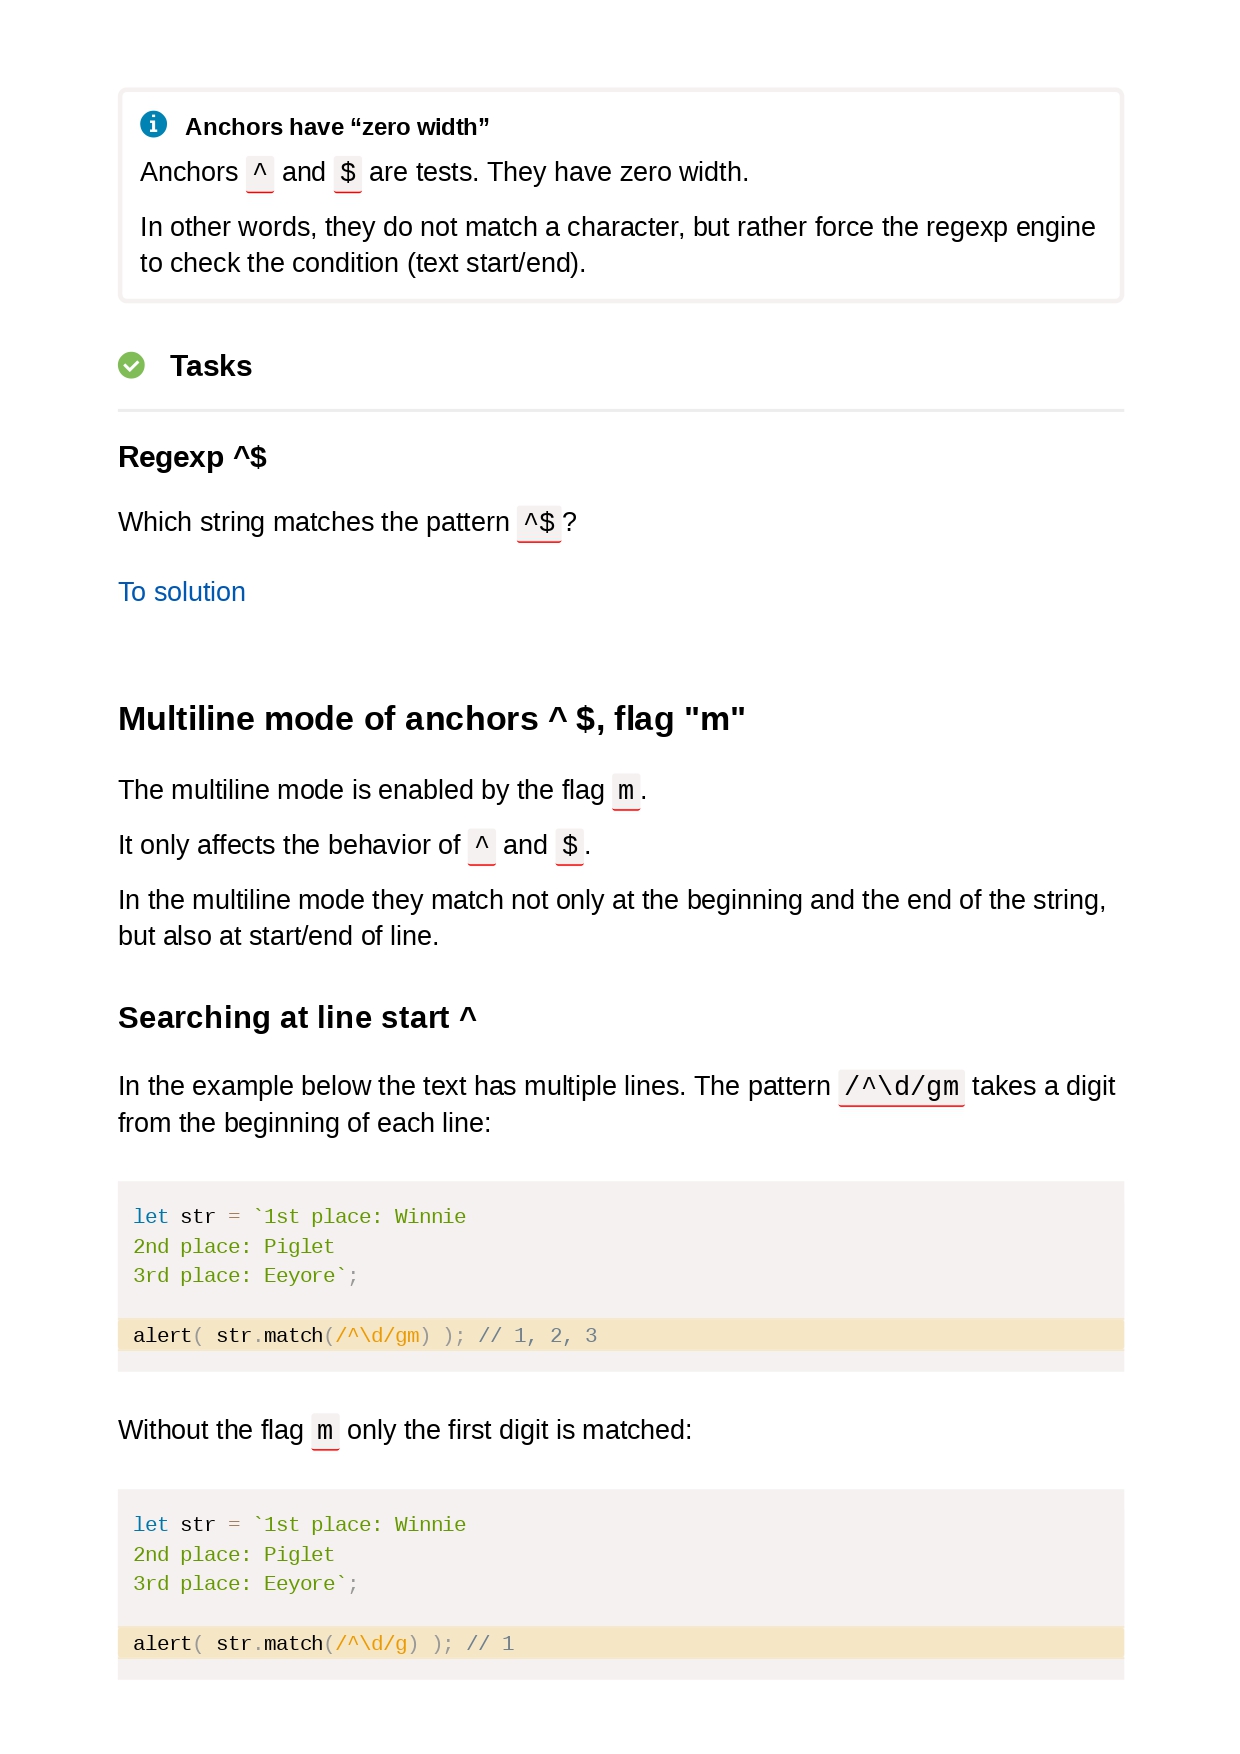 Anchors have “zero width”
Anchors ^ and $ are tests. They have zero width.
In other words, they do not match a character, but rather force the regexp engine
to check the condition (text start/end).
Tasks
Regexp ^$
Which string matches the pattern ^$?
To solution
Multiline mode of anchors ^ $, flag "m"
The multiline mode is enabled by the flag m.
It only affects the behavior of ^ and $.
In the multiline mode they match not only at the beginning and the end of the string,
but also at start/end of line.
Searching at line start ^
In the example below the text has multiple lines. The pattern /^\d/gm takes a digit
from the beginning of each line:
let str = `1st place: Winnie
2nd place: Piglet
3rd place: Eeyore`;
alert( str.match(/^\d/gm) ); // 1, 2, 3
Without the flag m only the first digit is matched:
let str = `1st place: Winnie
2nd place: Piglet
3rd place: Eeyore`;
alert( str.match(/^\d/g) ); // 1